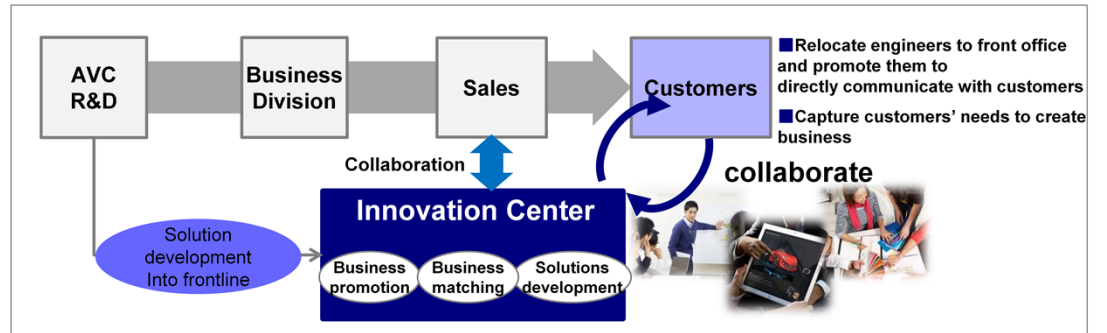 AVC
R&D
Business
Division
Sales
Customers
■Relocate engineers to front office
and promote them to
directly communicate with customers
■Capture customers' needs to create
business
Collaboration
collaborate
Innovation Center
Solution
development
Into frontline
Business
promotion
Business
matching
Solutions
development